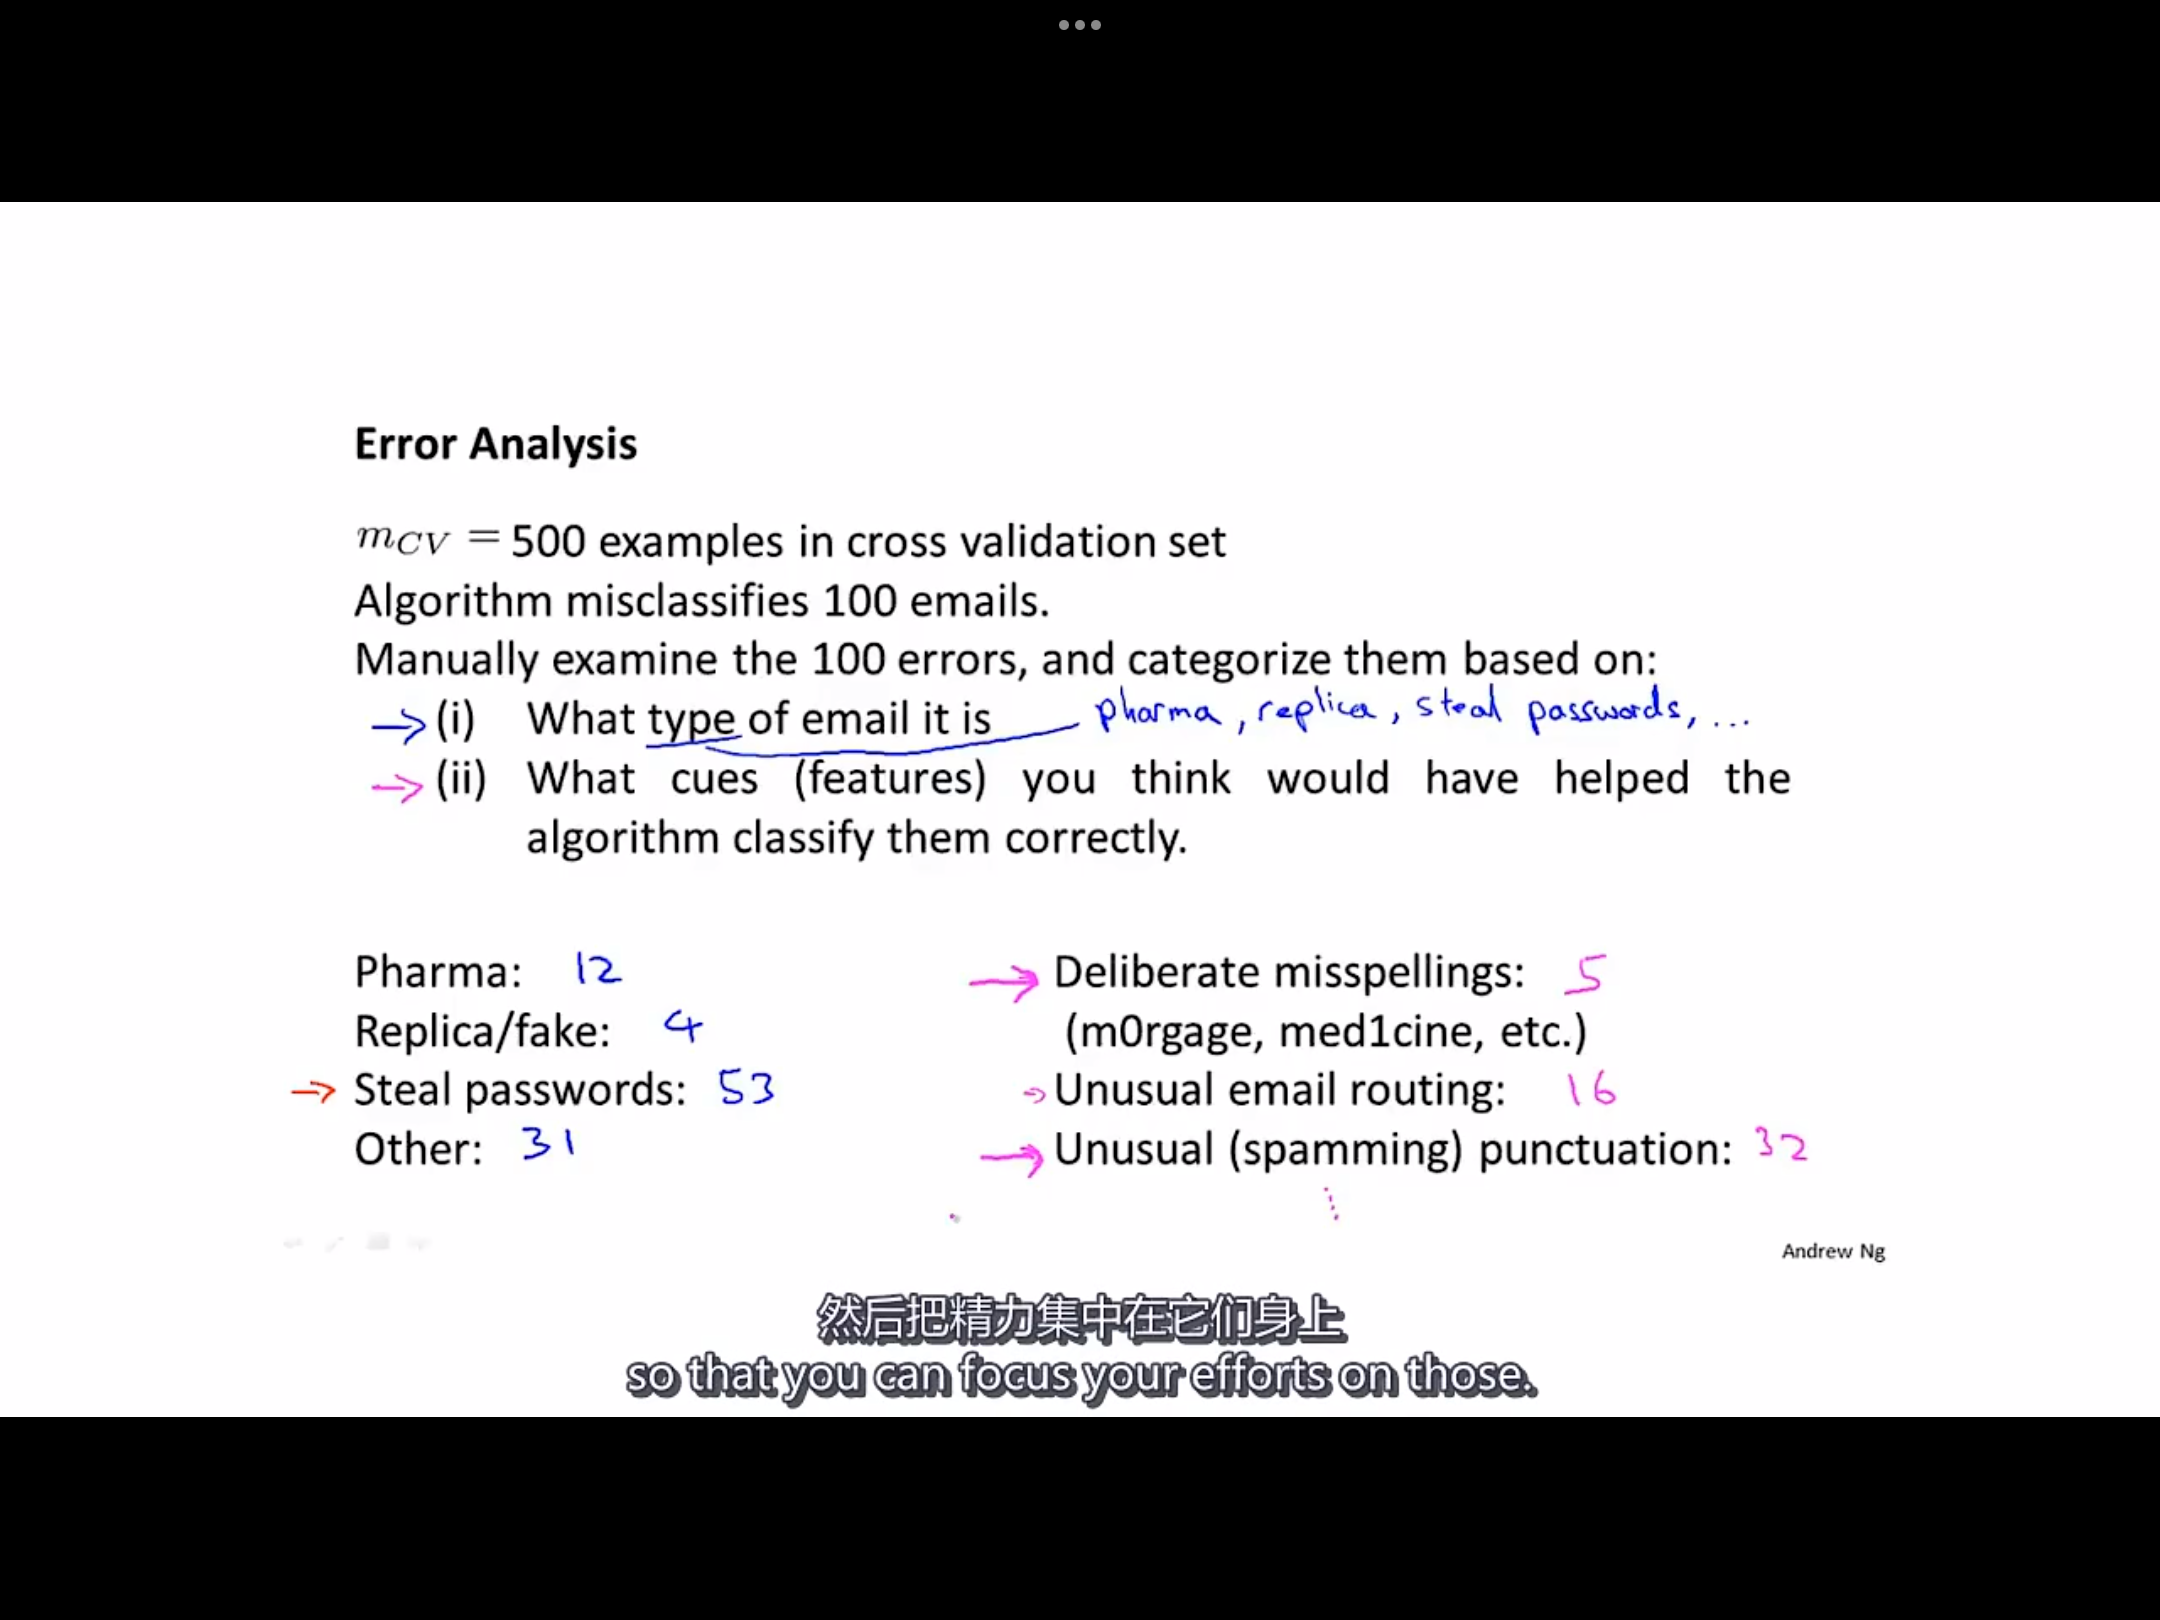 Error Analysis
mCV = 500 examples in cross validation set
Algorithm misclassifies 100 emails.
Manually examine the 100 errors, and categorize them based on:
→ (i) What type of email it is pharma, replica, steal passwords, ...
→ (ii) What cues (features) you think would have helped the
algorithm classify them correctly.
Pharma: 12
Replica/fake: 4
→ Steal passwords: 53
Other: 31
→ Deliberate misspellings: 5
(m0rgage, med1cine, etc.)
→ Unusual email routing: 16
→ Unusual (spamming) punctuation: 32
Andrew Ng
然后把精力集中在它们身上
so that you can focus your efforts on those.